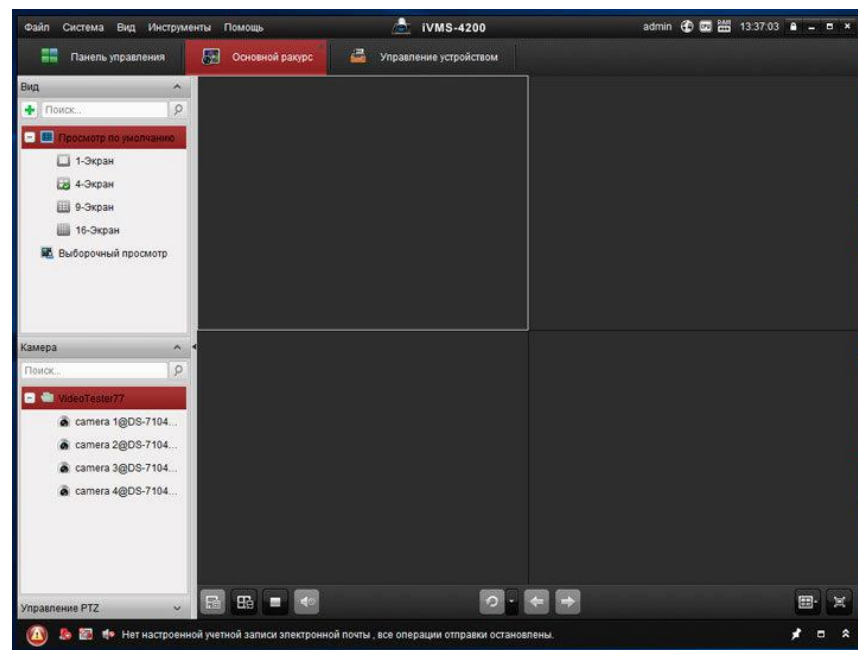 Файл Система Вид Инструменты Помощь iVMS-4200 admin 13:37:03
Панель управления Основной ракурс Управление устройством
Вид
Поиск...
Просмотр по умолчанию
1-Экран
4-Экран
9-Экран
16-Экран
Выборочный просмотр
Камера
Поиск...
VideoTester77
camera 1@DS-7104...
camera 2@DS-7104...
camera 3@DS-7104...
camera 4@DS-7104...
Управление PTZ
Нет настроенной учетной записи электронной почты , все операции отправки остановлены.